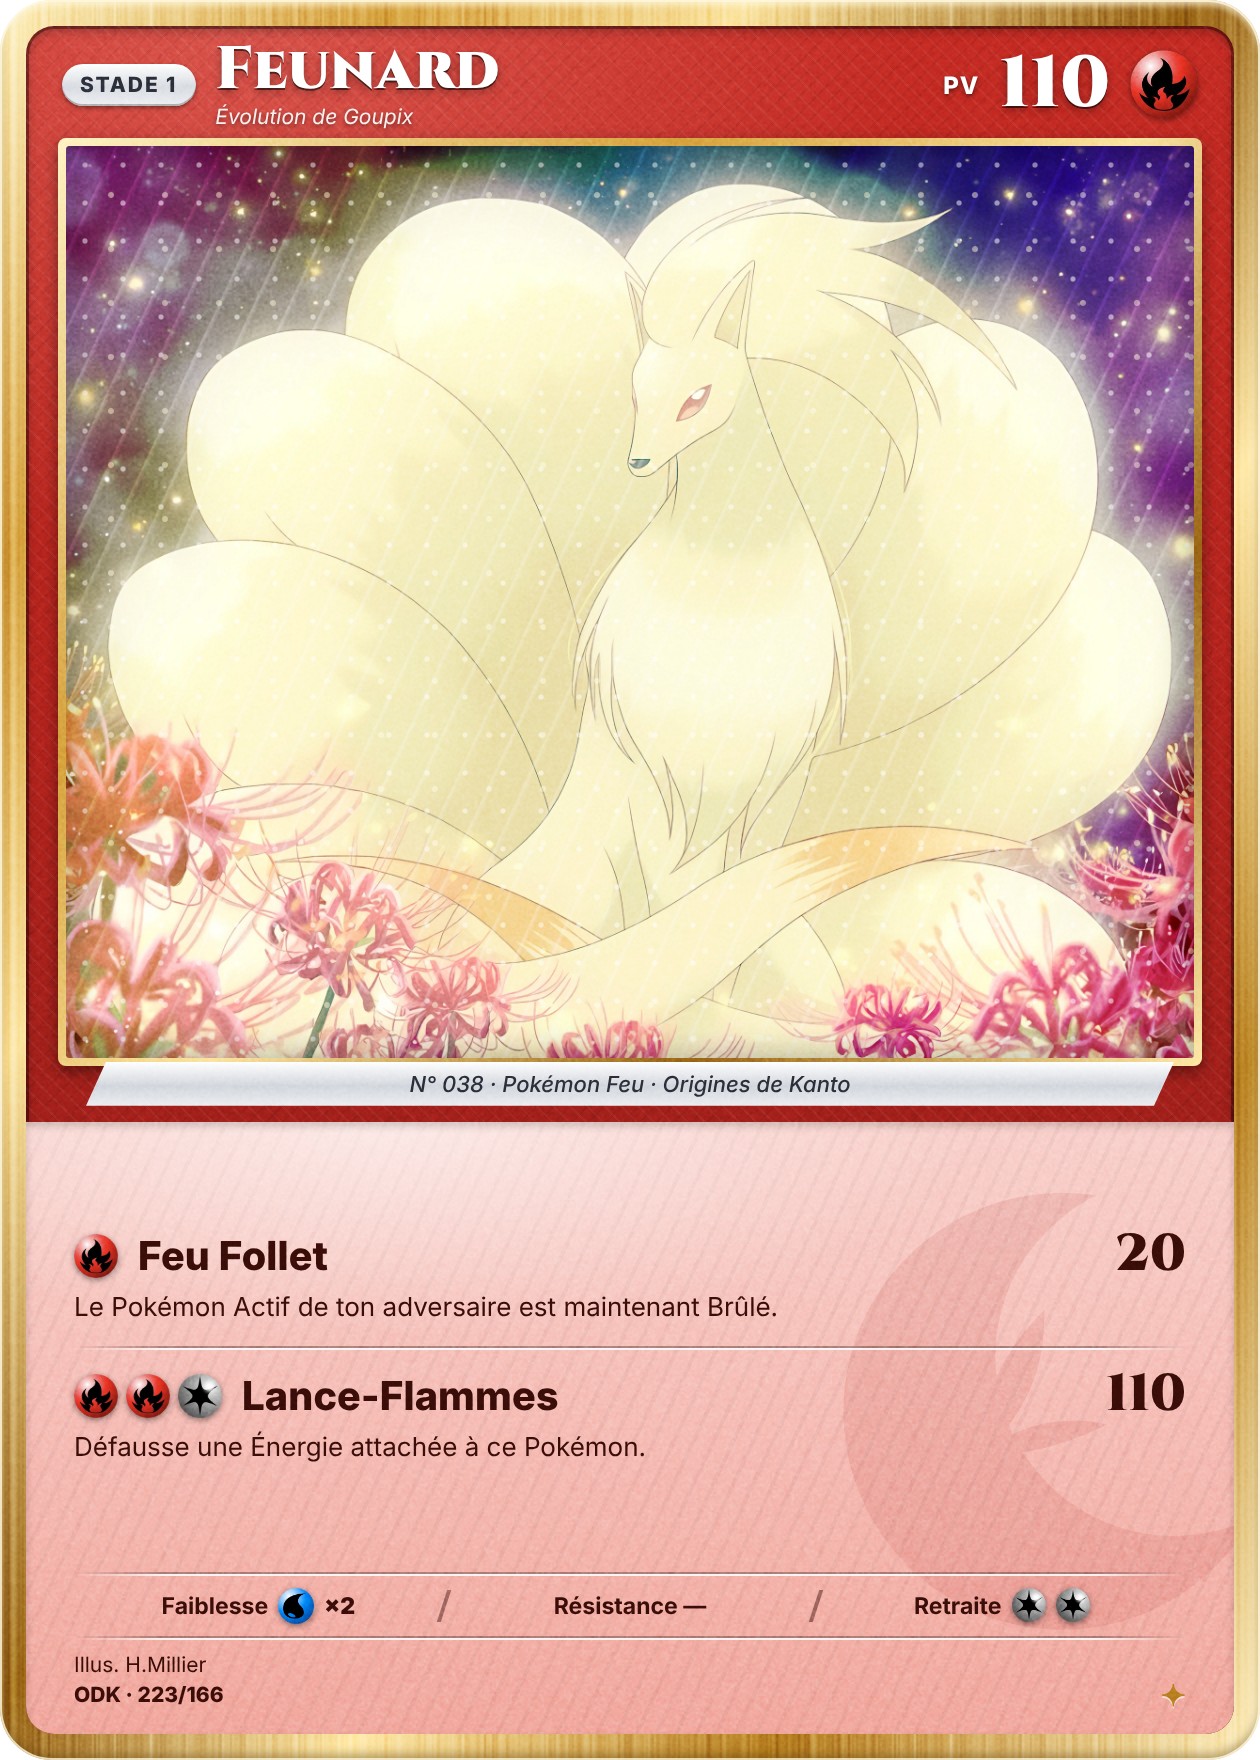 STADE 1
Feunard
Évolution de Goupix
PV 110
N° 038 · Pokémon Feu · Origines de Kanto
Feu Follet 20
Le Pokémon Actif de ton adversaire est maintenant Brûlé.
Lance-Flammes 110
Défausse une Énergie attachée à ce Pokémon.
Faiblesse ×2 / Résistance — / Retraite
Illus. H.Millier
ODK · 223/166